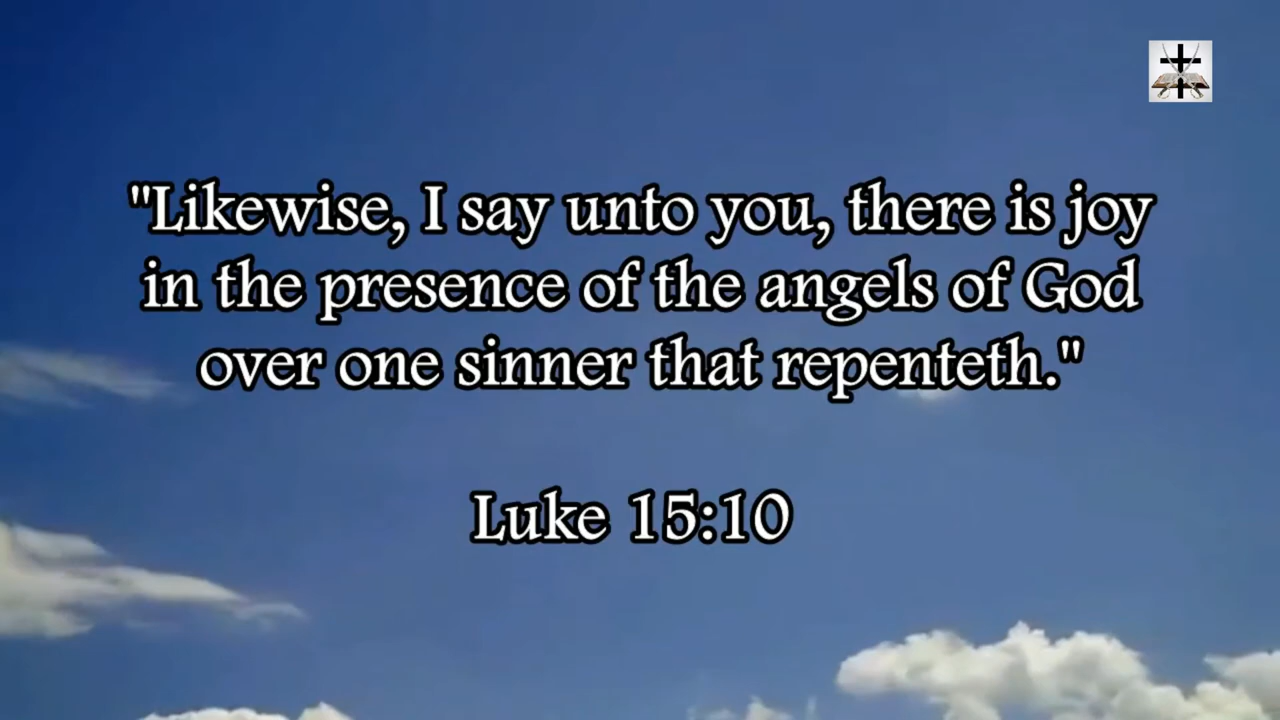 "Likewise, I say unto you, there is joy
in the presence of the angels of God
over one sinner that repenteth."
Luke 15:10